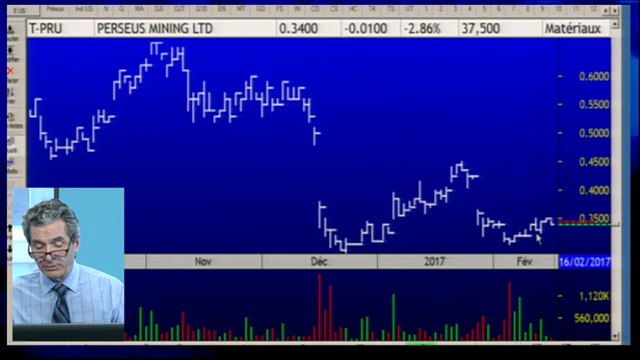 T-PRU PERSEUS MINING LTD 0.3400 -0.0100 -2.86% 37,500 Matériaux
0.6000
0.5500
0.5000
0.4500
0.4000
0.3500
Nov Déc 2017 Fév 16/02/2017
1,120K
560,000